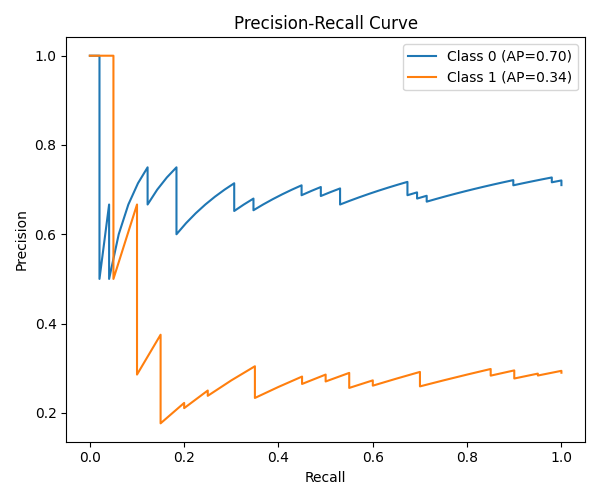 Precision-Recall Curve
Class 0 (AP=0.70)
Class 1 (AP=0.34)
Precision
1.0
0.8
0.6
0.4
0.2
0.0 0.2 0.4 0.6 0.8 1.0
Recall